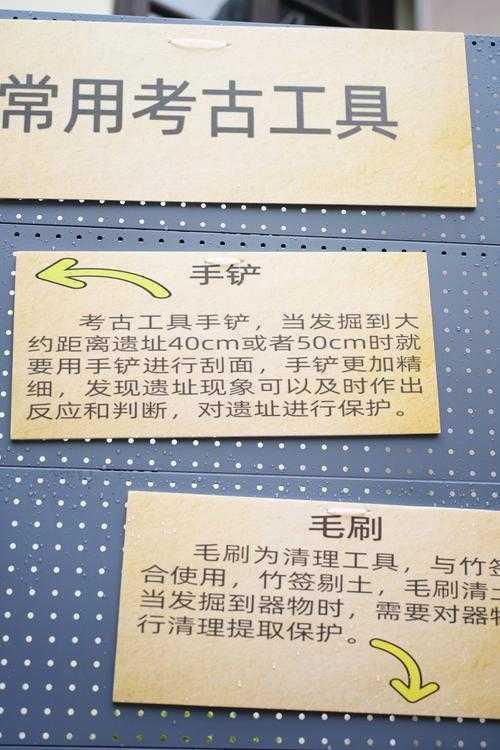 常用考古工具
手铲
考古工具手铲，当发掘到大
约距离遗址40cm或者50cm时就
要用手铲进行刮面，手铲更加精
细，发现遗址现象可以及时作出
反应和判断，对遗址进行保护。
毛刷
毛刷为清理工具，与竹签
合使用，竹签剔土，毛刷清土
当发掘到器物时，需要对器物
行清理提取保护。